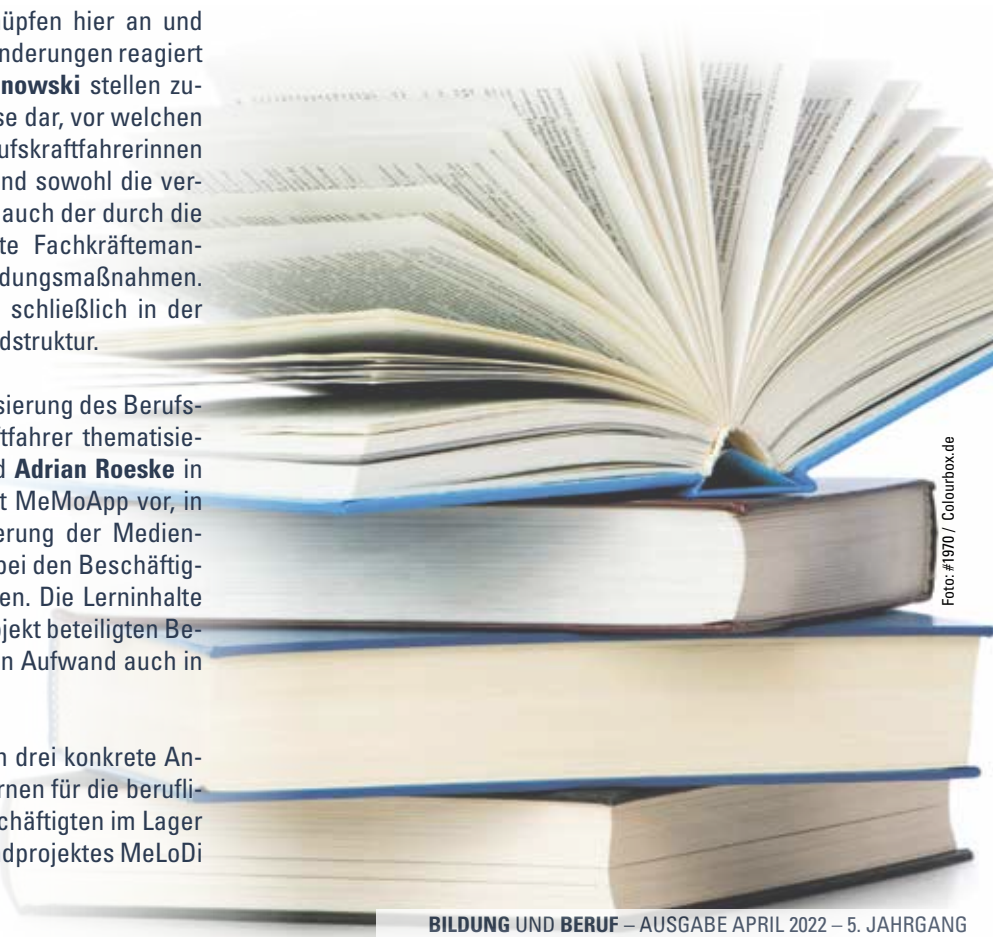 üpfen hier an und
nderungen reagiert
nowski stellen zu-
se dar, vor welchen
ufskraftfahrerinnen
nd sowohl die ver-
auch der durch die
te Fachkräfteman-
dungsmaßnahmen.
schließlich in der
dstruktur.
sierung des Berufs-
tfahrer thematisie-
d Adrian Roeske in
t MeMoApp vor, in
erung der Medien-
bei den Beschäftig-
en. Die Lerninhalte
ojekt beteiligten Be-
n Aufwand auch in
n drei konkrete An-
rnen für die berufli-
chäftigten im Lager
ndprojektes MeLoDi
Foto: #1970 / Colourbox.de
BILDUNG UND BERUF – AUSGABE APRIL 2022 – 5. JAHRGANG